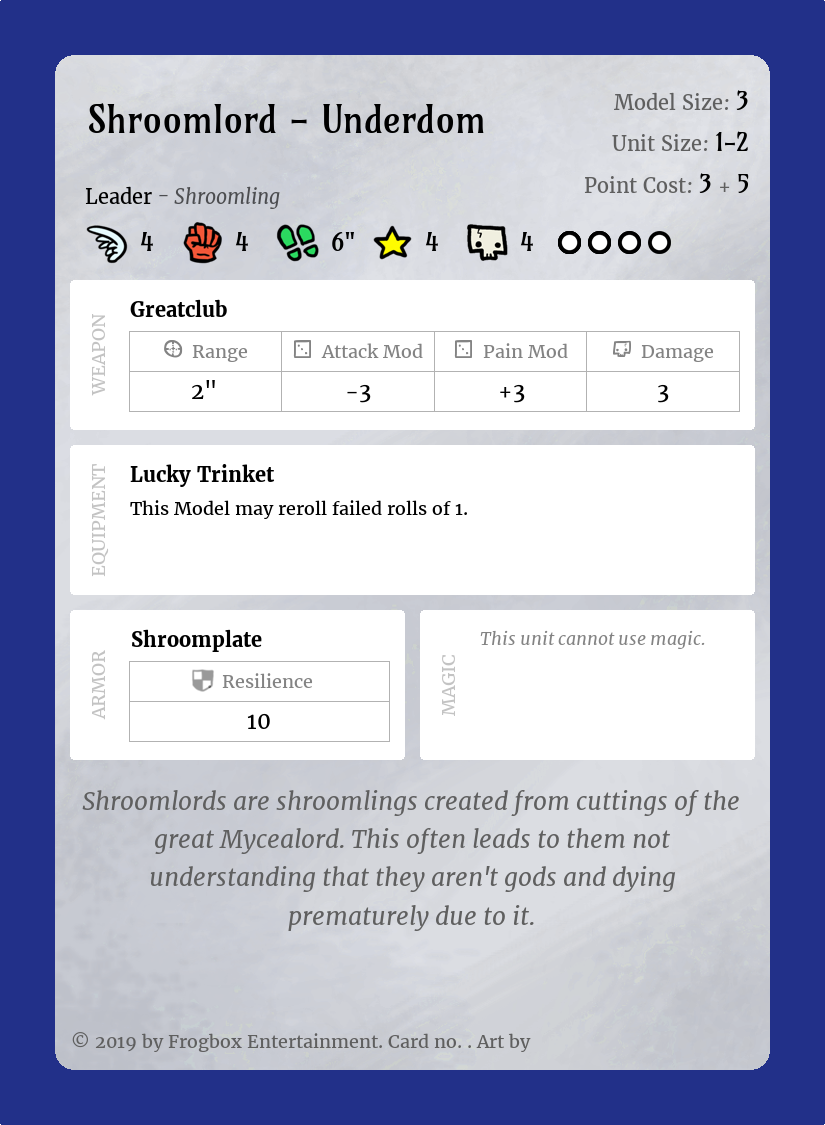 Shroomlord - Underdom
Model Size: 3
Unit Size: 1-2
Point Cost: 3 + 5
Leader - Shroomling
4 4 6" 4 4
WEAPON
Greatclub
Range Attack Mod Pain Mod Damage
2" -3 +3 3
EQUIPMENT
Lucky Trinket
This Model may reroll failed rolls of 1.
ARMOR
Shroomplate
Resilience
10
MAGIC
This unit cannot use magic.
Shroomlords are shroomlings created from cuttings of the
great Mycealord. This often leads to them not
understanding that they aren't gods and dying
prematurely due to it.
© 2019 by Frogbox Entertainment. Card no. . Art by